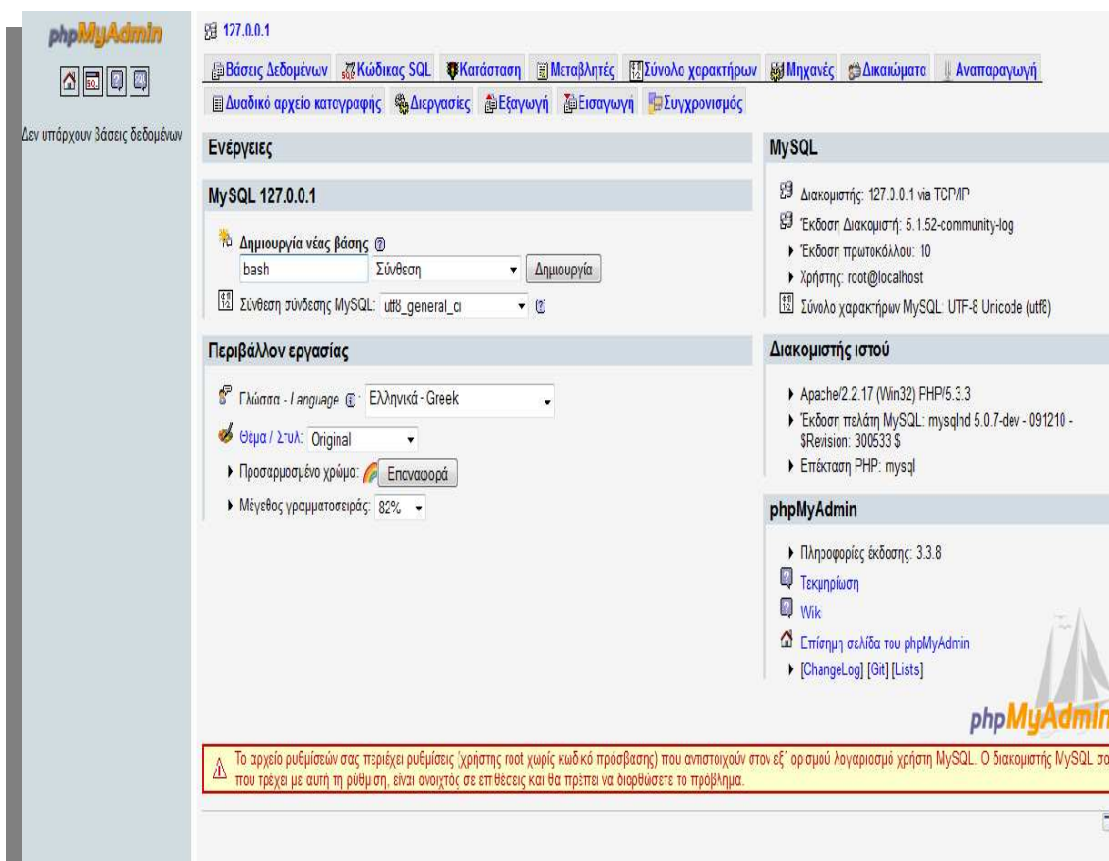 phpMyAdmin
Δεν υπάρχουν βάσεις δεδομένων
127.0.0.1
Βάσεις Δεδομένων Κώδικας SQL Κατάσταση Μεταβλητές Σύνολο χαρακτήρων Μηχανές Δικαιώματα Αναπαραγωγή
Δυαδικό αρχείο καταγραφής Διεργασίες Εξαγωγή Εισαγωγή Συγχρονισμός
Ενέργειες
MySQL 127.0.0.1
Δημιουργία νέας βάσης
bash Σύνθεση Δημιουργία
Σύνθεση σύνδεσης MySQL: utf8_general_ci
Περιβάλλον εργασίας
Γλώσσα - Language : Ελληνικά - Greek
Θέμα / Στυλ: Original
Προσαρμοσμένο χρώμα: Επαναφορά
Μέγεθος γραμματοσειράς: 82%
MySQL
Διακομιστής: 127.0.0.1 via TCP/IP
Έκδοση Διακομιστή: 5.1.52-community-log
Έκδοση πρωτοκόλλου: 10
Χρήστης: root@localhost
Σύνολο χαρακτήρων MySQL: UTF-8 Unicode (utf8)
Διακομιστής ιστού
Apache/2.2.17 (Win32) PHP/5.3.3
Έκδοση πελάτη MySQL: mysqlnd 5.0.7-dev - 091210 -
$Revision: 300533 $
Επέκταση PHP: mysql
phpMyAdmin
Πληροφορίες έκδοσης: 3.3.8
Τεκμηρίωση
Wiki
Επίσημη σελίδα του phpMyAdmin
[ChangeLog] [Git] [Lists]
phpMyAdmin
Το αρχείο ρυθμίσεών σας περιέχει ρυθμίσεις (χρήστης root χωρίς κωδικό πρόσβασης) που αντιστοιχούν στον εξ' ορισμού λογαριασμό χρήστη MySQL. Ο διακομιστής MySQL
που τρέχει με αυτή τη ρύθμιση, είναι ανοιχτός σε επιθέσεις και θα πρέπει να διορθώσετε το πρόβλημα.